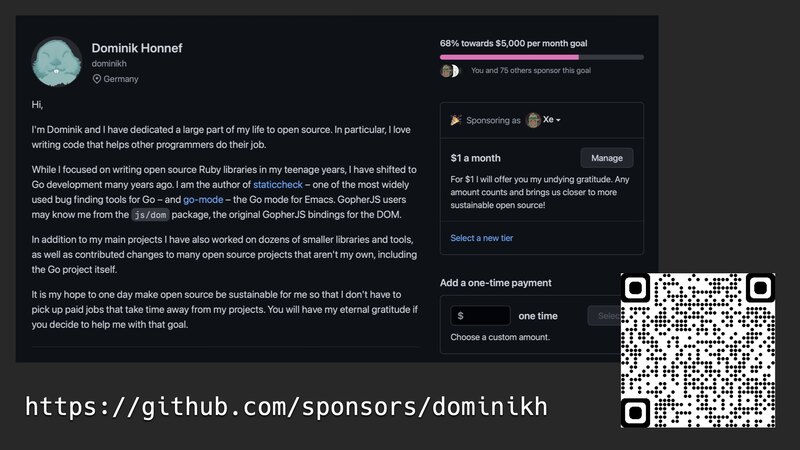 Dominik Honnef
dominikh
Germany
Hi,
I'm Dominik and I have dedicated a large part of my life to open source. In particular, I love
writing code that helps other programmers do their job.
While I focused on writing open source Ruby libraries in my teenage years, I have shifted to
Go development many years ago. I am the author of staticcheck – one of the most widely
used bug finding tools for Go – and go-mode – the Go mode for Emacs. GopherJS users
may know me from the js/dom package, the original GopherJS bindings for the DOM.
In addition to my main projects I have also worked on dozens of smaller libraries and tools,
as well as contributed changes to many open source projects that aren't my own, including
the Go project itself.
It is my hope to one day make open source be sustainable for me so that I don't have to
pick up paid jobs that take time away from my projects. You will have my eternal gratitude if
you decide to help me with that goal.
68% towards $5,000 per month goal
You and 75 others sponsor this goal
Sponsoring as Xe
$1 a month
Manage
For $1 I will offer you my undying gratitude. Any
amount counts and brings us closer to more
sustainable open source!
Select a new tier
Add a one-time payment
$ one time
Choose a custom amount.
https://github.com/sponsors/dominikh